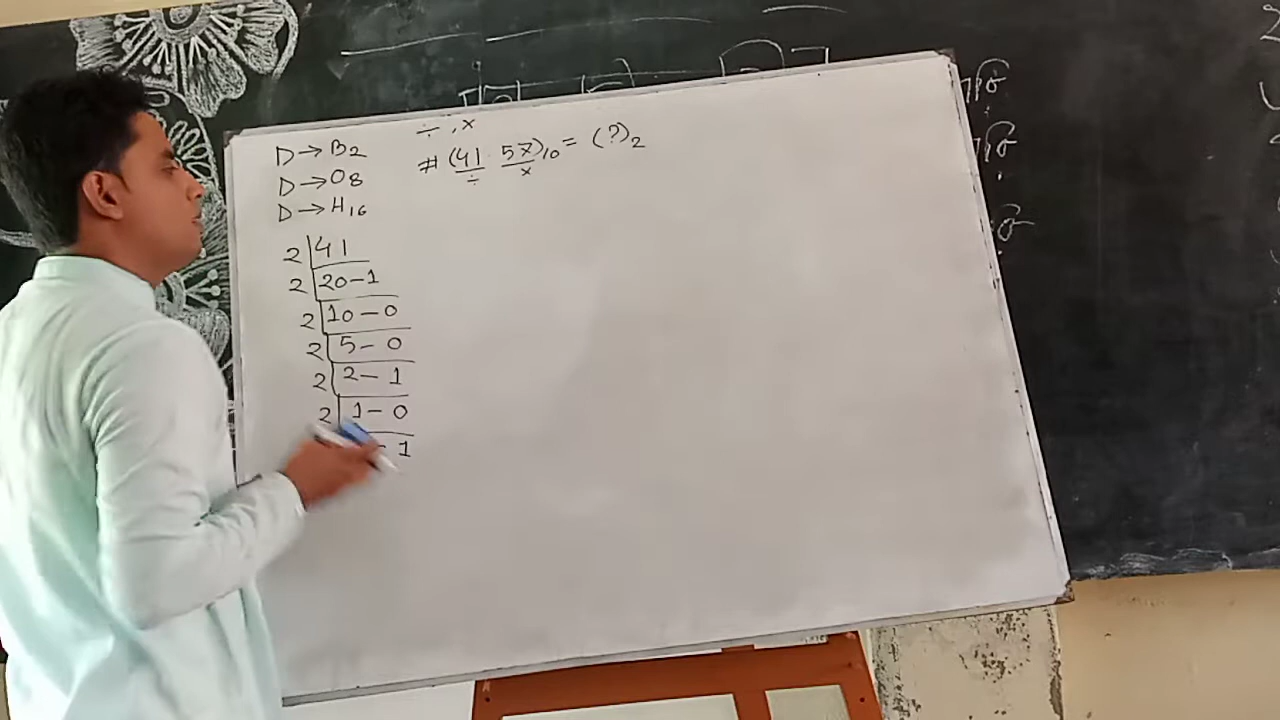 ÷ , ×
D→B₂
# (41 . 57)₁₀ = (?)₂
÷ ×
D→O₈
D→H₁₆
2 | 41
2 | 20 – 1
2 | 10 – 0
2 | 5 – 0
2 | 2 – 1
2 | 1 – 0
– 1